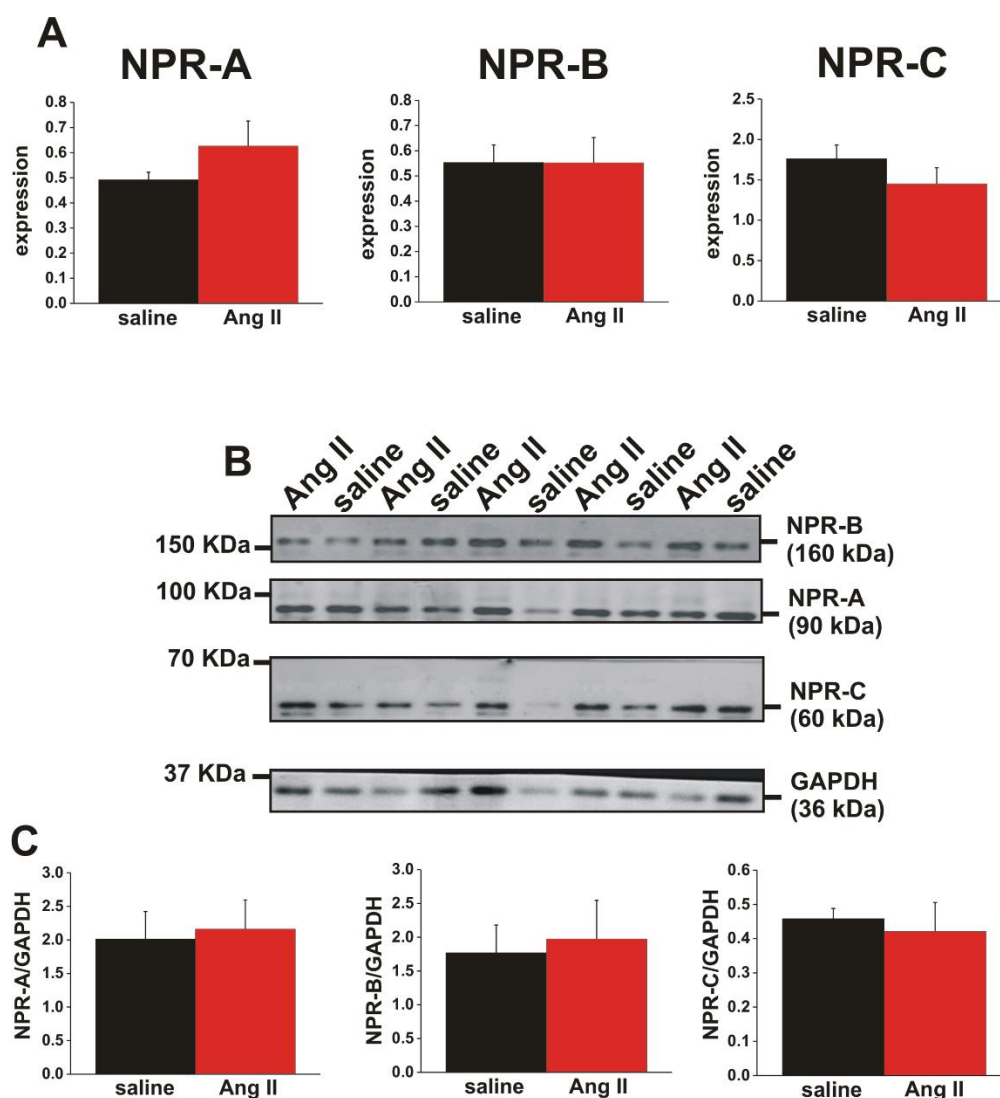 A
NPR-A
NPR-B
NPR-C
expression
0.8
0.7
0.6
0.5
0.4
0.3
0.2
0.1
0.0
saline
Ang II
expression
0.8
0.7
0.6
0.5
0.4
0.3
0.2
0.1
0.0
saline
Ang II
expression
2.5
2.0
1.5
1.0
0.5
0.0
saline
Ang II
B
Ang II
saline
Ang II
saline
Ang II
saline
Ang II
saline
Ang II
saline
150 KDa
NPR-B
(160 kDa)
100 KDa
NPR-A
(90 kDa)
70 KDa
NPR-C
(60 kDa)
37 KDa
GAPDH
(36 kDa)
C
NPR-A/GAPDH
3.0
2.5
2.0
1.5
1.0
0.5
0.0
saline
Ang II
NPR-B/GAPDH
3.0
2.5
2.0
1.5
1.0
0.5
0.0
saline
Ang II
NPR-C/GAPDH
0.6
0.5
0.4
0.3
0.2
0.1
0.0
saline
Ang II